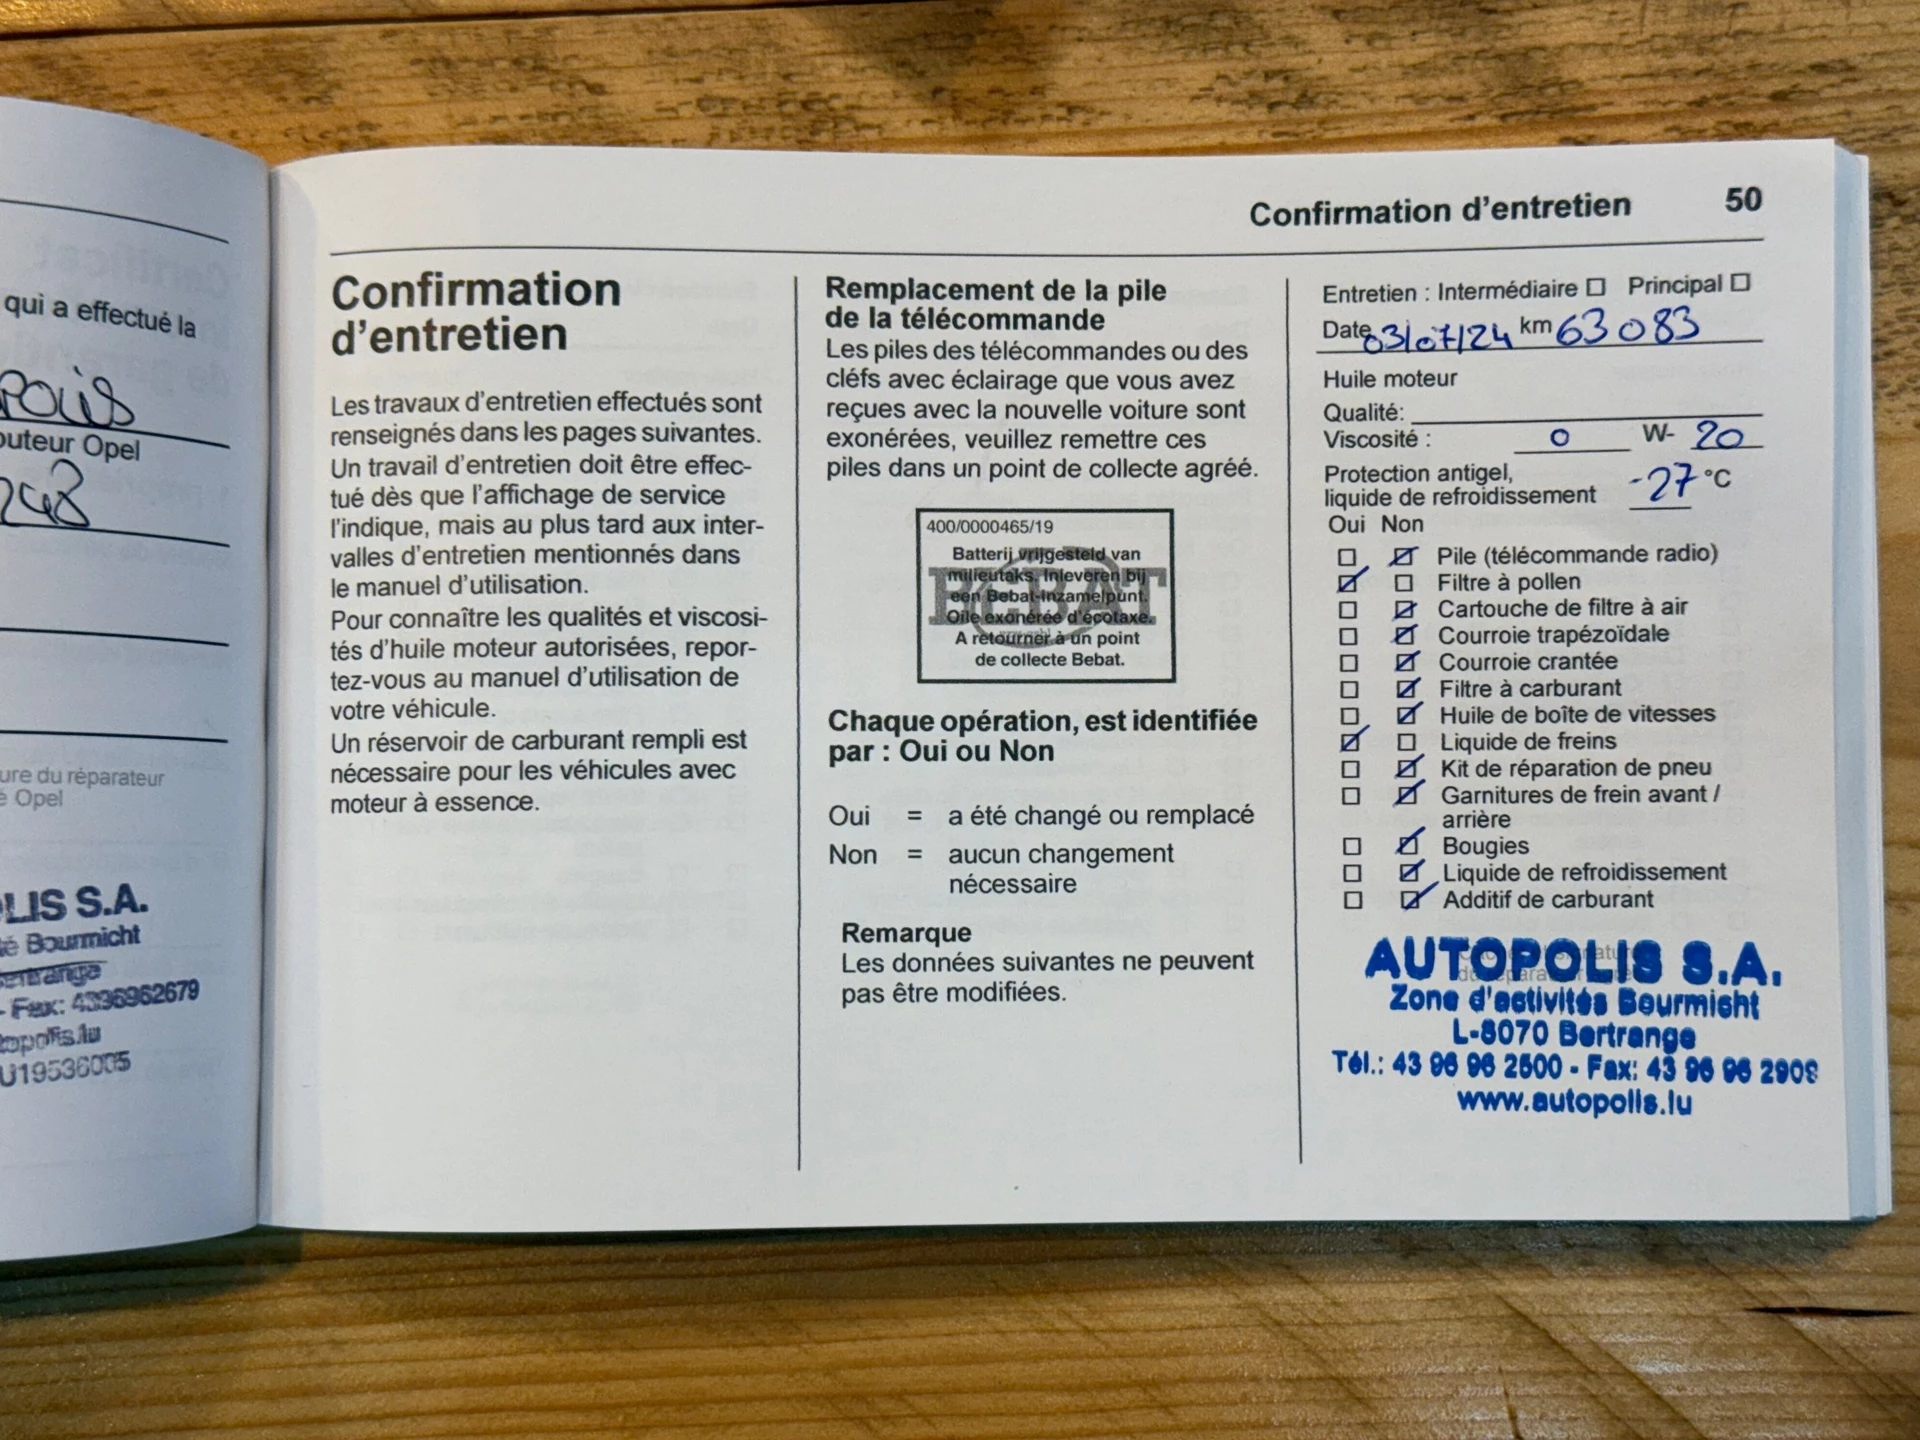 qui a effectué la
POLIS
outeur Opel
248
ure du réparateur
é Opel
LIS S.A.
té Bourmicht
ertrange
- Fax: 4396962679
topolis.lu
U19536005
Confirmation d'entretien 50
Confirmation
d'entretien
Les travaux d'entretien effectués sont
renseignés dans les pages suivantes.
Un travail d'entretien doit être effec-
tué dès que l'affichage de service
l'indique, mais au plus tard aux inter-
valles d'entretien mentionnés dans
le manuel d'utilisation.
Pour connaître les qualités et viscosi-
tés d'huile moteur autorisées, repor-
tez-vous au manuel d'utilisation de
votre véhicule.
Un réservoir de carburant rempli est
nécessaire pour les véhicules avec
moteur à essence.
Remplacement de la pile
de la télécommande
Les piles des télécommandes ou des
cléfs avec éclairage que vous avez
reçues avec la nouvelle voiture sont
exonérées, veuillez remettre ces
piles dans un point de collecte agréé.
400/0000465/19
BEBAT
Batterij vrijgesteld van
milieutaks. Inleveren bij
een Bebat-Inzamelpunt.
Oile exonérée d'écotaxe.
A retourner à un point
de collecte Bebat.
Chaque opération, est identifiée
par : Oui ou Non
Oui = a été changé ou remplacé
Non = aucun changement
nécessaire
Remarque
Les données suivantes ne peuvent
pas être modifiées.
Entretien : Intermédiaire ☐ Principal ☐
Date 03/07/24 km 63083
Huile moteur
Qualité:
Viscosité : 0 W- 20
Protection antigel,
liquide de refroidissement -27 °C
Oui Non
☐ ☑ Pile (télécommande radio)
☑ ☐ Filtre à pollen
☐ ☑ Cartouche de filtre à air
☐ ☑ Courroie trapézoïdale
☐ ☑ Courroie crantée
☐ ☑ Filtre à carburant
☐ ☑ Huile de boîte de vitesses
☑ ☐ Liquide de freins
☐ ☑ Kit de réparation de pneu
☐ ☑ Garnitures de frein avant /
arrière
☐ ☑ Bougies
☐ ☑ Liquide de refroidissement
☐ ☑ Additif de carburant
AUTOPOLIS S.A.
Zone d'activités Bourmicht
L-8070 Bertrange
Tél.: 43 96 96 2500 - Fax: 43 96 96 2909
www.autopolis.lu